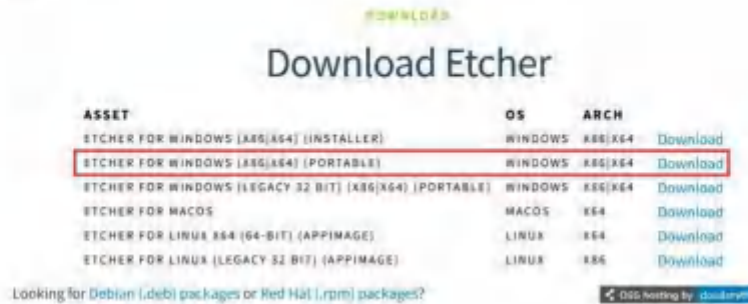 DOWNLOAD
Download Etcher
ASSET OS ARCH
ETCHER FOR WINDOWS (X86|X64) (INSTALLER) WINDOWS X86|X64 Download
ETCHER FOR WINDOWS (X86|X64) (PORTABLE) WINDOWS X86|X64 Download
ETCHER FOR WINDOWS (LEGACY 32 BIT) (X86|X64) (PORTABLE) WINDOWS X86|X64 Download
ETCHER FOR MACOS MACOS X64 Download
ETCHER FOR LINUX X64 (64-BIT) (APPIMAGE) LINUX X64 Download
ETCHER FOR LINUX (LEGACY 32 BIT) (APPIMAGE) LINUX X86 Download
Looking for Debian (.deb) packages or Red Hat (.rpm) packages? OSS hosting by